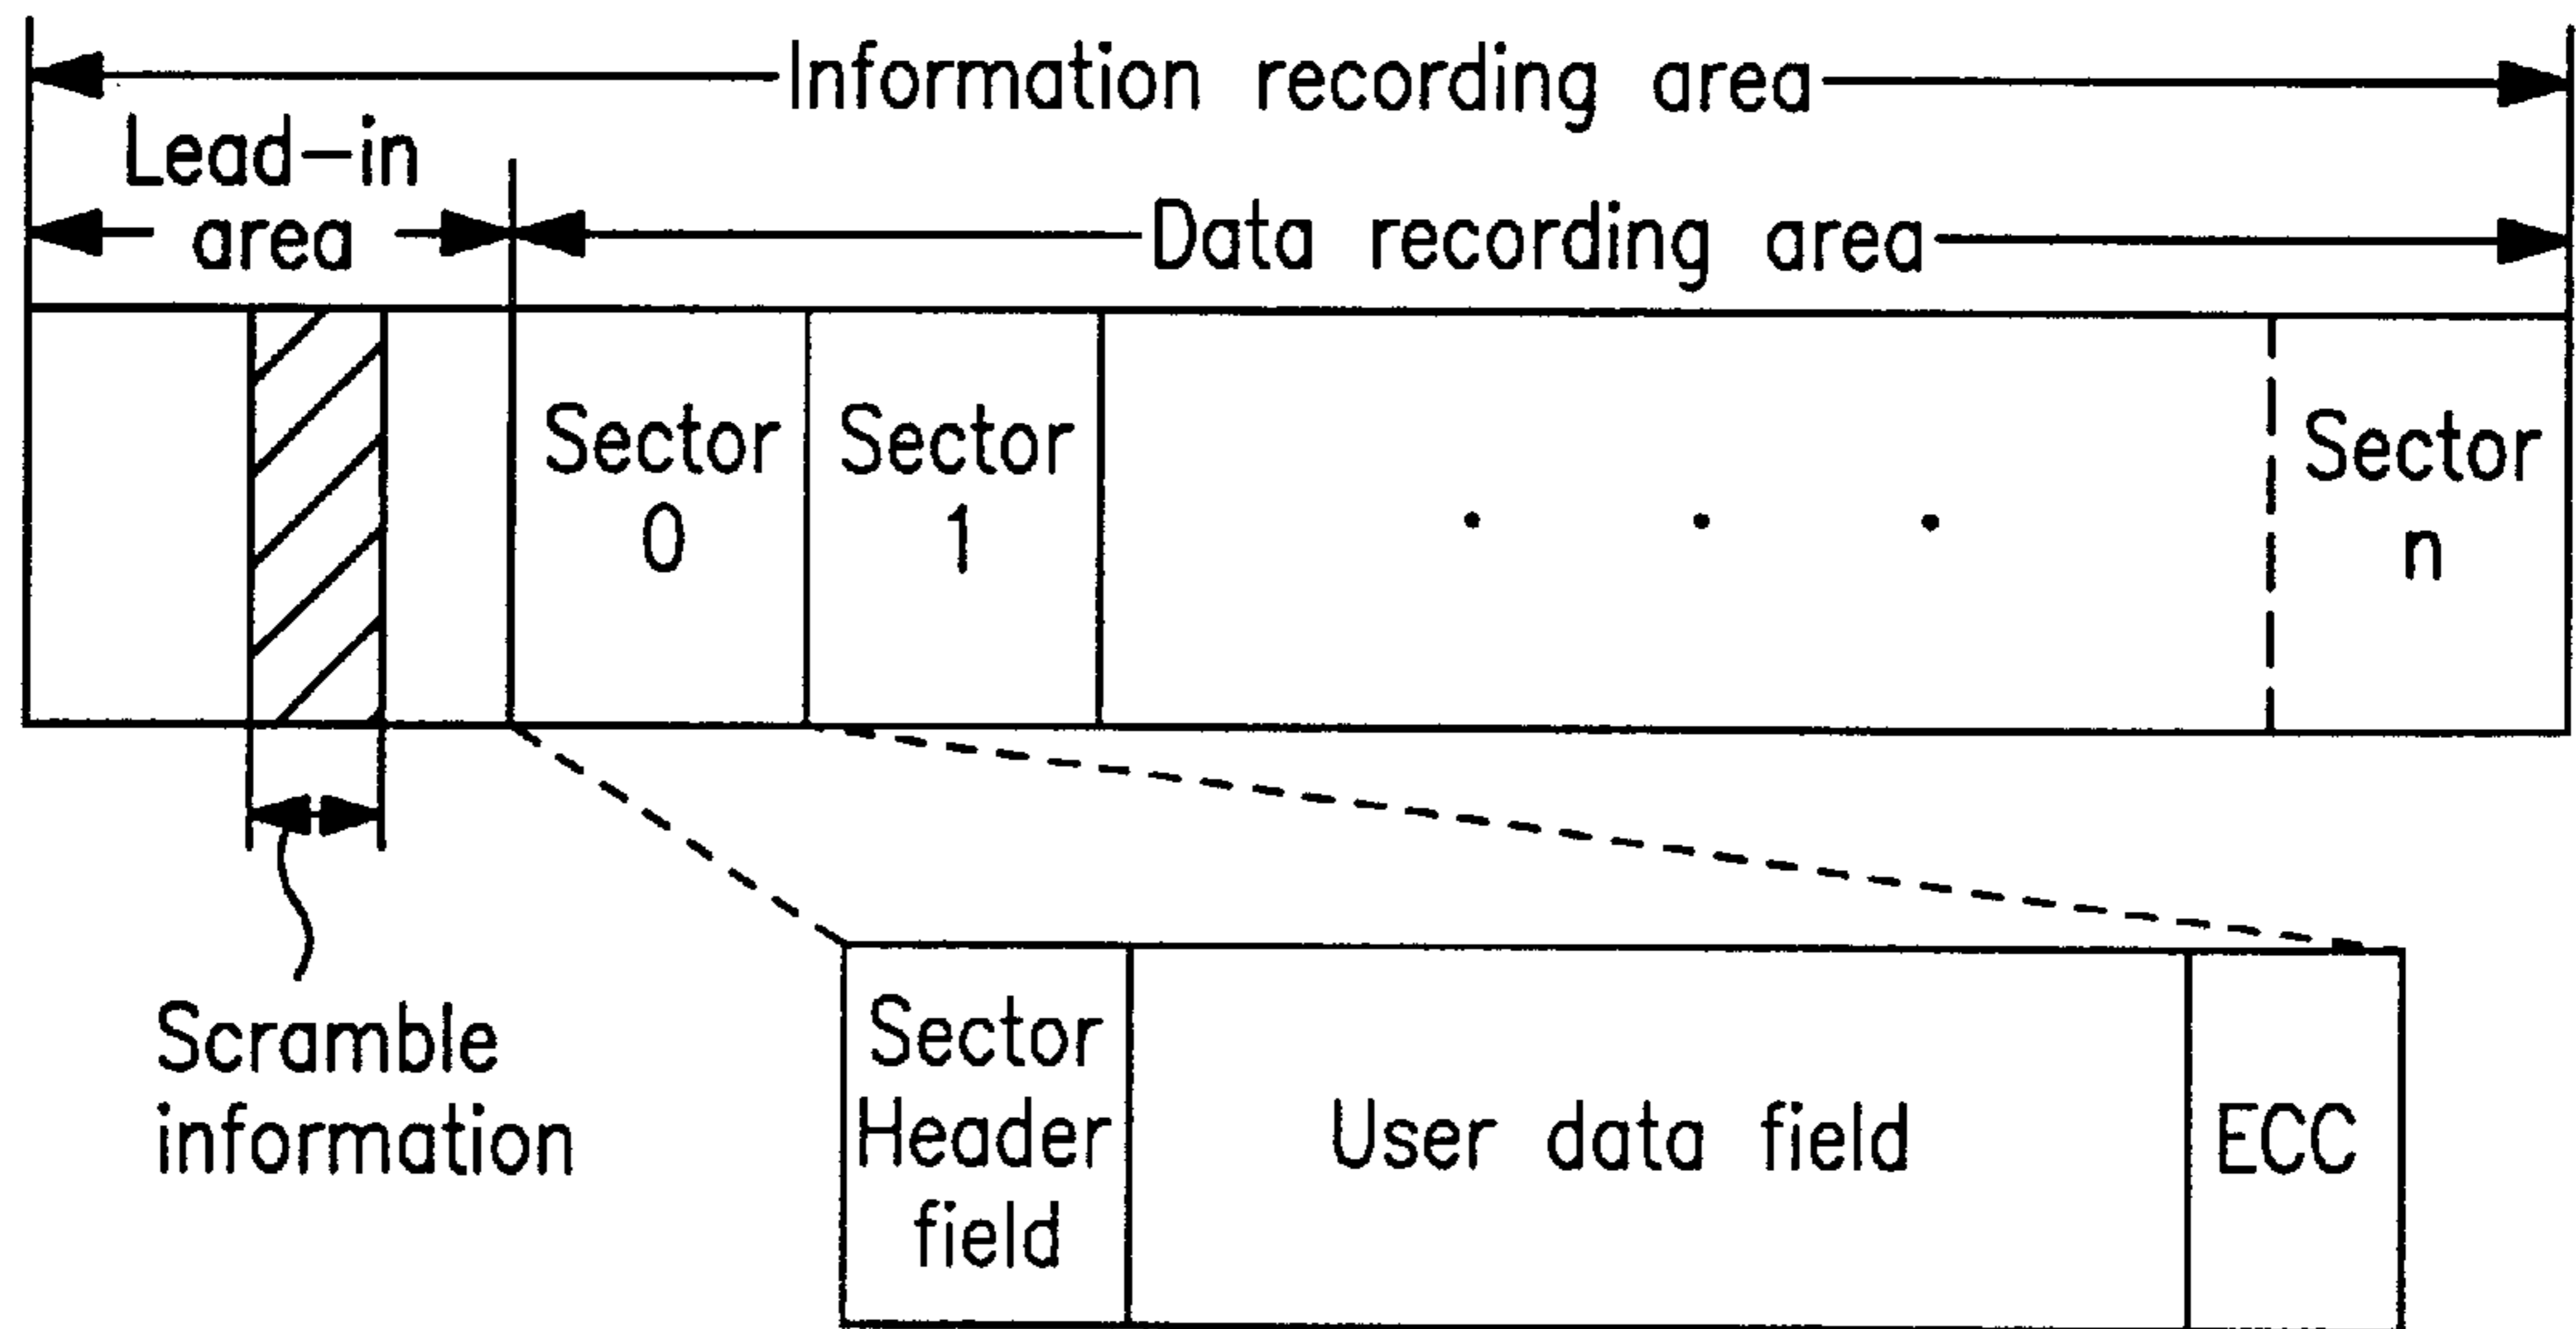 Information recording area
Lead-in
area
Data recording area
Sector
0
Sector
1
. . .
Sector
n
Scramble
information
Sector
Header
field
User data field
ECC